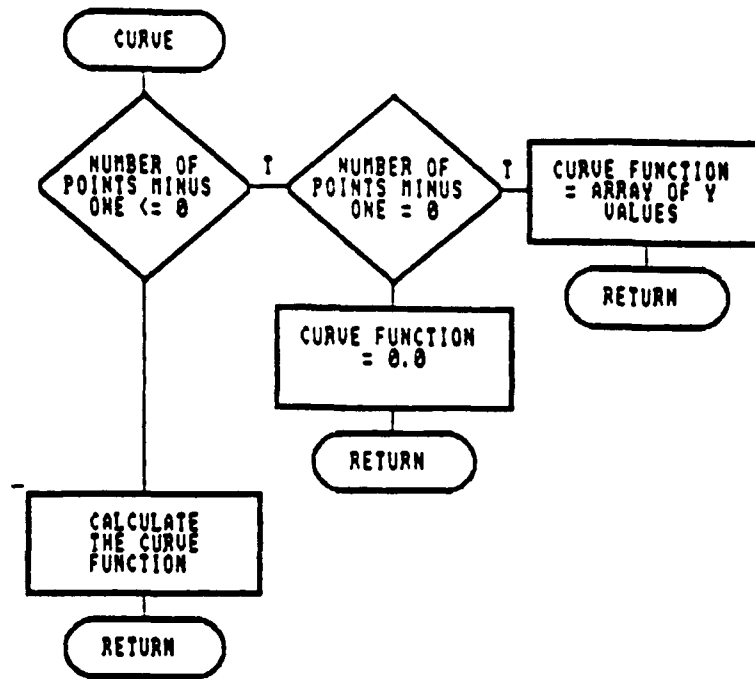 CURVE
NUMBER OF
POINTS MINUS
ONE <= 0
T
NUMBER OF
POINTS MINUS
ONE = 0
T
CURVE FUNCTION
= ARRAY OF Y
VALUES
RETURN
CURVE FUNCTION
= 0.0
RETURN
CALCULATE
THE CURVE
FUNCTION
RETURN